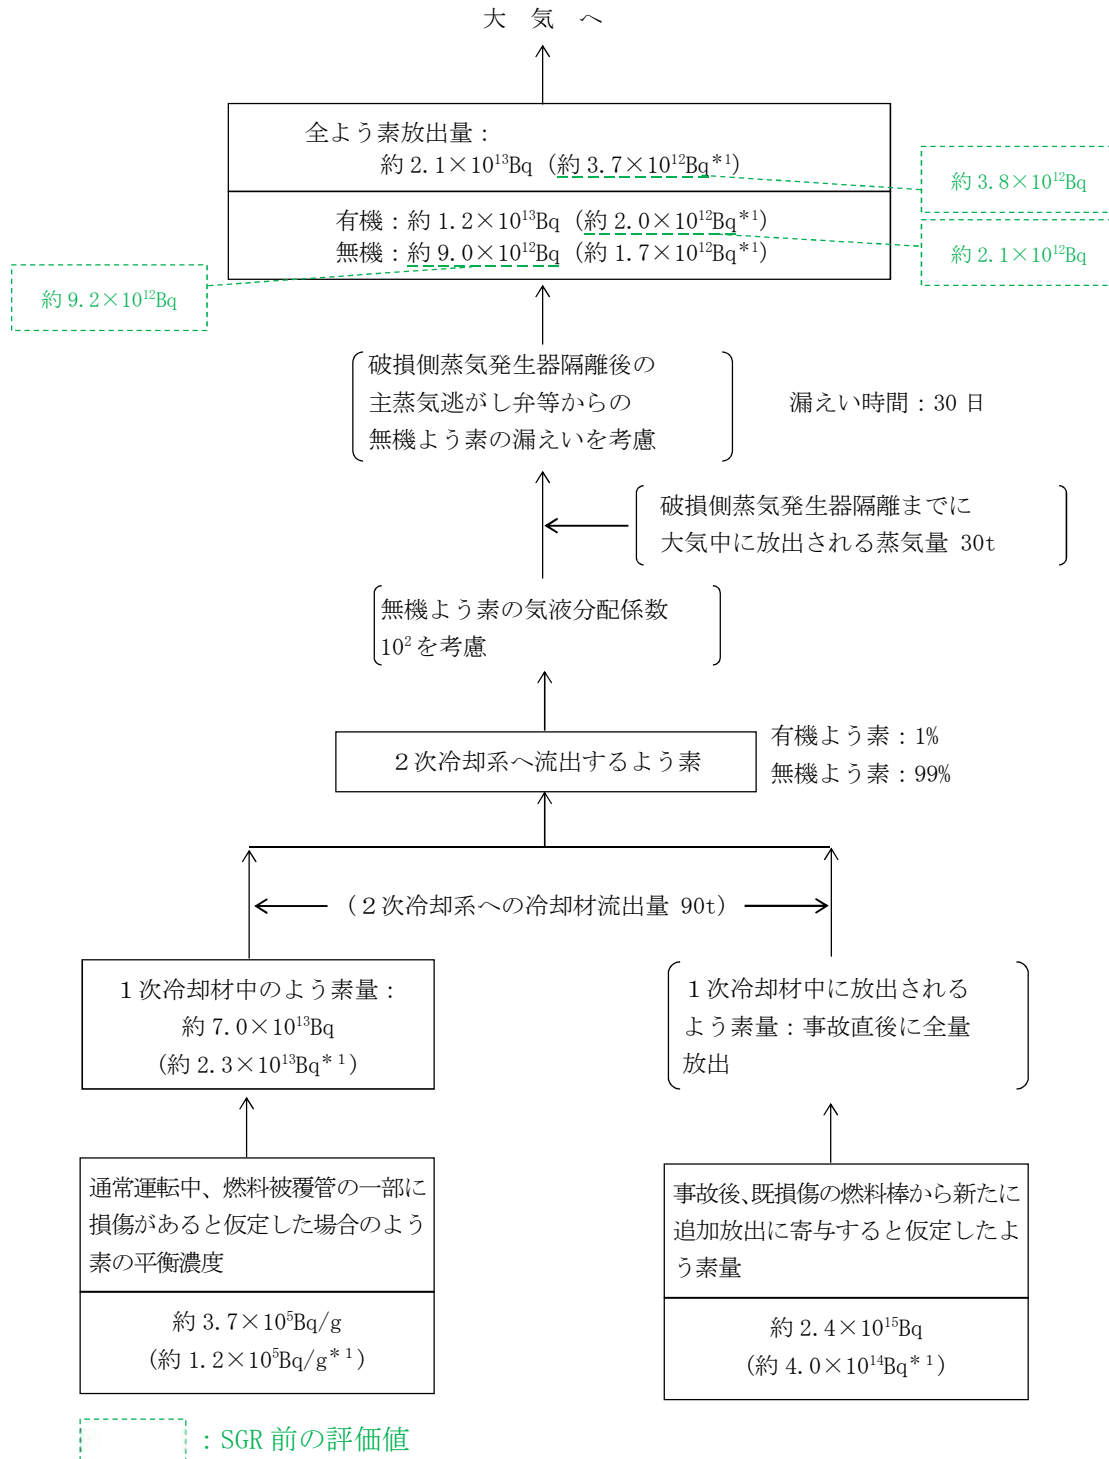 大 気 へ
全よう素放出量：
約 2.1×10¹³Bq (約 3.7×10¹²Bq*¹)
約 3.8×10¹²Bq
有機：約 1.2×10¹³Bq (約 2.0×10¹²Bq*¹)
無機：約 9.0×10¹²Bq (約 1.7×10¹²Bq*¹)
約 2.1×10¹²Bq
約 9.2×10¹²Bq
破損側蒸気発生器隔離後の
主蒸気逃がし弁等からの
無機よう素の漏えいを考慮
漏えい時間：30 日
破損側蒸気発生器隔離までに
大気中に放出される蒸気量 30t
無機よう素の気液分配係数
10²を考慮
２次冷却系へ流出するよう素
有機よう素：1%
無機よう素：99%
（２次冷却系への冷却材流出量 90t）
１次冷却材中のよう素量：
約 7.0×10¹³Bq
(約 2.3×10¹³Bq*¹)
１次冷却材中に放出される
よう素量：事故直後に全量
放出
通常運転中、燃料被覆管の一部に
損傷があると仮定した場合のよう
素の平衡濃度
約 3.7×10⁵Bq/g
(約 1.2×10⁵Bq/g*¹)
事故後、既損傷の燃料棒から新たに
追加放出に寄与すると仮定したよ
う素量
約 2.4×10¹⁵Bq
(約 4.0×10¹⁴Bq*¹)
：SGR 前の評価値